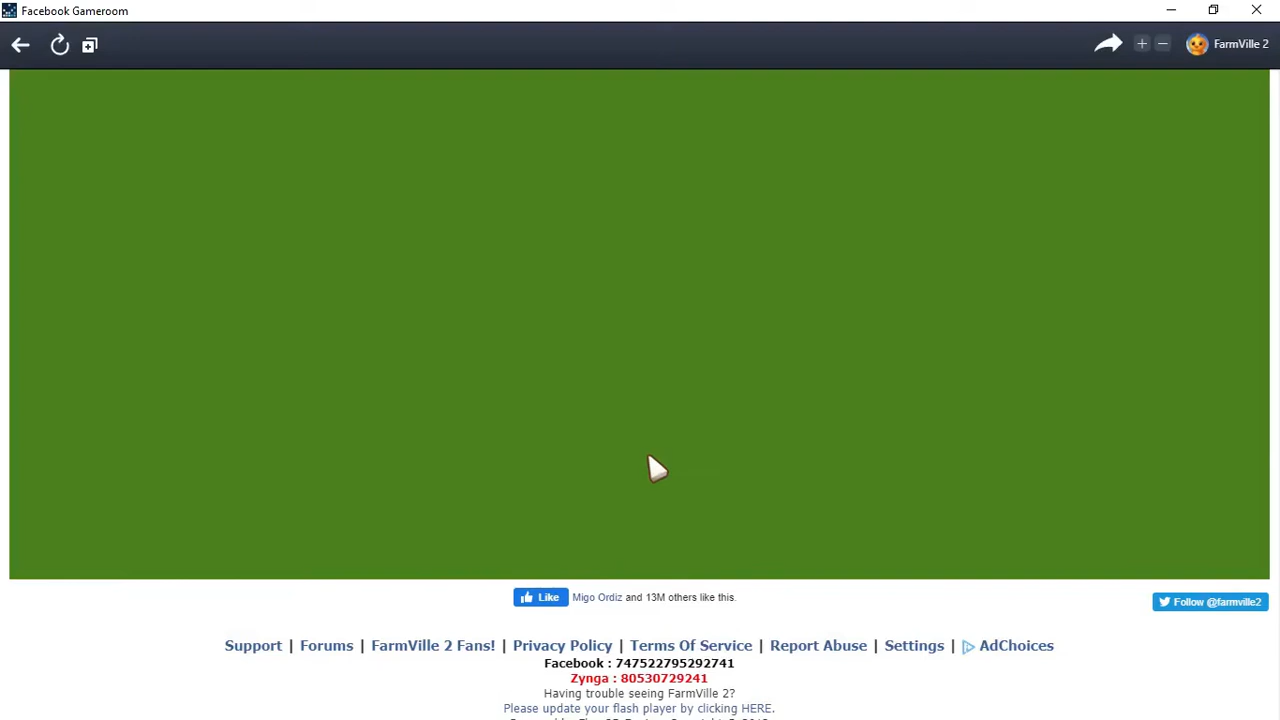 Facebook Gameroom
FarmVille 2
Like Migo Ordiz and 13M others like this.
Follow @farmville2
Support | Forums | FarmVille 2 Fans! | Privacy Policy | Terms Of Service | Report Abuse | Settings | AdChoices
Facebook : 747522795292741
Zynga : 80530729241
Having trouble seeing FarmVille 2?
Please update your flash player by clicking HERE.